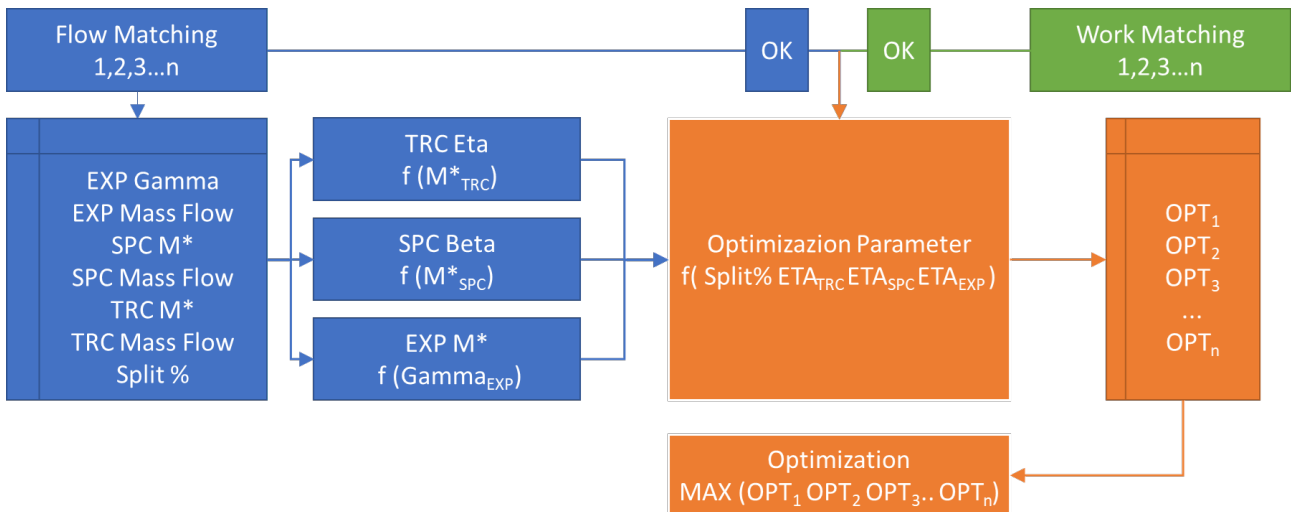 Flow Matching
1,2,3...n
OK
OK
Work Matching
1,2,3...n
EXP Gamma
EXP Mass Flow
SPC M*
SPC Mass Flow
TRC M*
TRC Mass Flow
Split %
TRC Eta
f (M*TRC)
SPC Beta
f (M*SPC)
EXP M*
f (GammaEXP)
Optimizazion Parameter
f( Split% ETATRC ETASPC ETAEXP )
OPT1
OPT2
OPT3
...
OPTn
Optimization
MAX (OPT1 OPT2 OPT3.. OPTn)